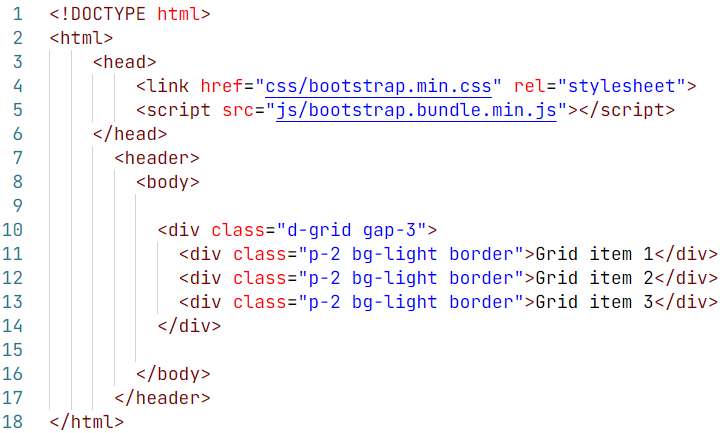 1 <!DOCTYPE html>
2 <html>
3 <head>
4 <link href="css/bootstrap.min.css" rel="stylesheet">
5 <script src="js/bootstrap.bundle.min.js"></script>
6 </head>
7 <header>
8 <body>
9
10 <div class="d-grid gap-3">
11 <div class="p-2 bg-light border">Grid item 1</div>
12 <div class="p-2 bg-light border">Grid item 2</div>
13 <div class="p-2 bg-light border">Grid item 3</div>
14 </div>
15
16 </body>
17 </header>
18 </html>